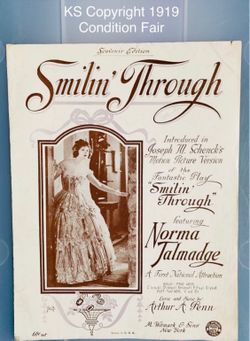 KS Copyright 1919
Condition Fair
Souvenir Edition
Smilin' Through
Introduced in
Joseph M. Schenck's
Motion Picture Version
of the
Fantastic Play
"Smilin'
Through"
featuring
Norma
Talmadge
A First National Attraction
Lyric and Music by
Arthur A. Penn
M. Witmark & Sons
New York